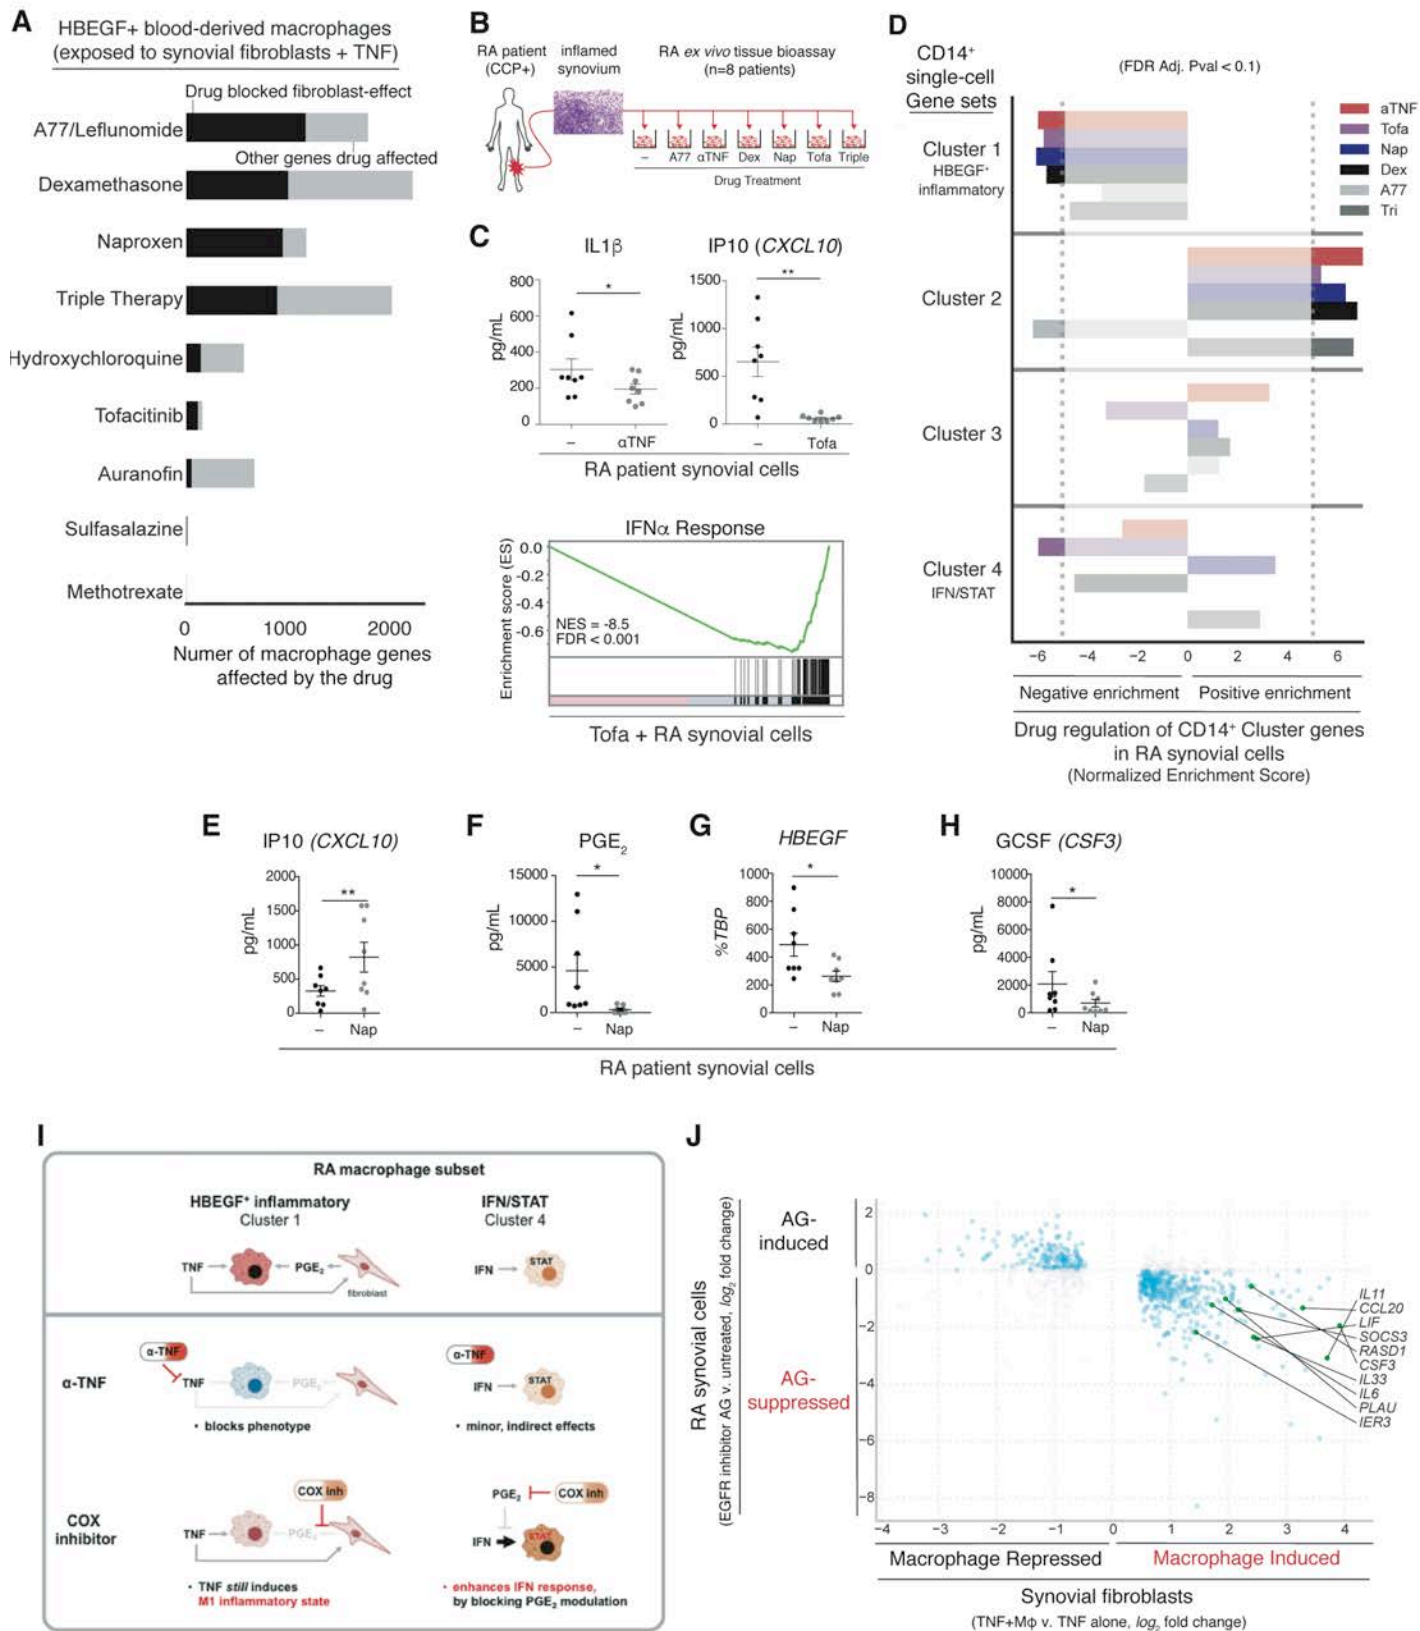 A
HBEGF+ blood-derived macrophages
(exposed to synovial fibroblasts + TNF)
Drug blocked fibroblast-effect
A77/Leflunomide
Other genes drug affected
Dexamethasone
Naproxen
Triple Therapy
Hydroxychloroquine
Tofacitinib
Auranofin
Sulfasalazine
Methotrexate
0 1000 2000
Numer of macrophage genes
affected by the drug
B
RA patient
(CCP+)
inflamed
synovium
RA ex vivo tissue bioassay
(n=8 patients)
– A77 αTNF Dex Nap Tofa Triple
Drug Treatment
C
IL1β
pg/mL
800
600
400
200
0
*
– αTNF
IP10 (CXCL10)
pg/mL
1500
1000
500
0
**
– Tofa
RA patient synovial cells
IFNα Response
Enrichment score (ES)
0.0
-0.2
-0.4
-0.6
NES = -8.5
FDR < 0.001
Tofa + RA synovial cells
D
CD14+
single-cell
Gene sets
(FDR Adj. Pval < 0.1)
aTNF
Tofa
Nap
Dex
A77
Tri
Cluster 1
HBEGF+
inflammatory
Cluster 2
Cluster 3
Cluster 4
IFN/STAT
−6 −4 −2 0 2 4 6
Negative enrichment Positive enrichment
Drug regulation of CD14+ Cluster genes
in RA synovial cells
(Normalized Enrichment Score)
E
IP10 (CXCL10)
pg/mL
2000
1500
1000
500
0
**
– Nap
F
PGE2
pg/mL
15000
10000
5000
0
*
– Nap
G
HBEGF
%TBP
1000
800
600
400
200
0
*
– Nap
H
GCSF (CSF3)
pg/mL
10000
8000
6000
4000
2000
0
*
– Nap
RA patient synovial cells
I
RA macrophage subset
HBEGF+ inflammatory
Cluster 1
IFN/STAT
Cluster 4
TNF PGE2
fibroblast
IFN STAT
α-TNF
α-TNF
TNF PGE2
• blocks phenotype
α-TNF
IFN STAT
• minor, indirect effects
COX
inhibitor
COX inh
TNF PGE2
• TNF still induces
M1 inflammatory state
PGE2 COX inh
IFN STAT
• enhances IFN response,
by blocking PGE2 modulation
J
RA synovial cells
(EGFR inhibitor AG v. untreated, log2 fold change)
AG-
induced
AG-
suppressed
2
0
−2
−4
−6
−8
IL11
CCL20
LIF
SOCS3
RASD1
CSF3
IL33
IL6
PLAU
IER3
−4 −3 −2 −1 0 1 2 3 4
Macrophage Repressed Macrophage Induced
Synovial fibroblasts
(TNF+MΦ v. TNF alone, log2 fold change)